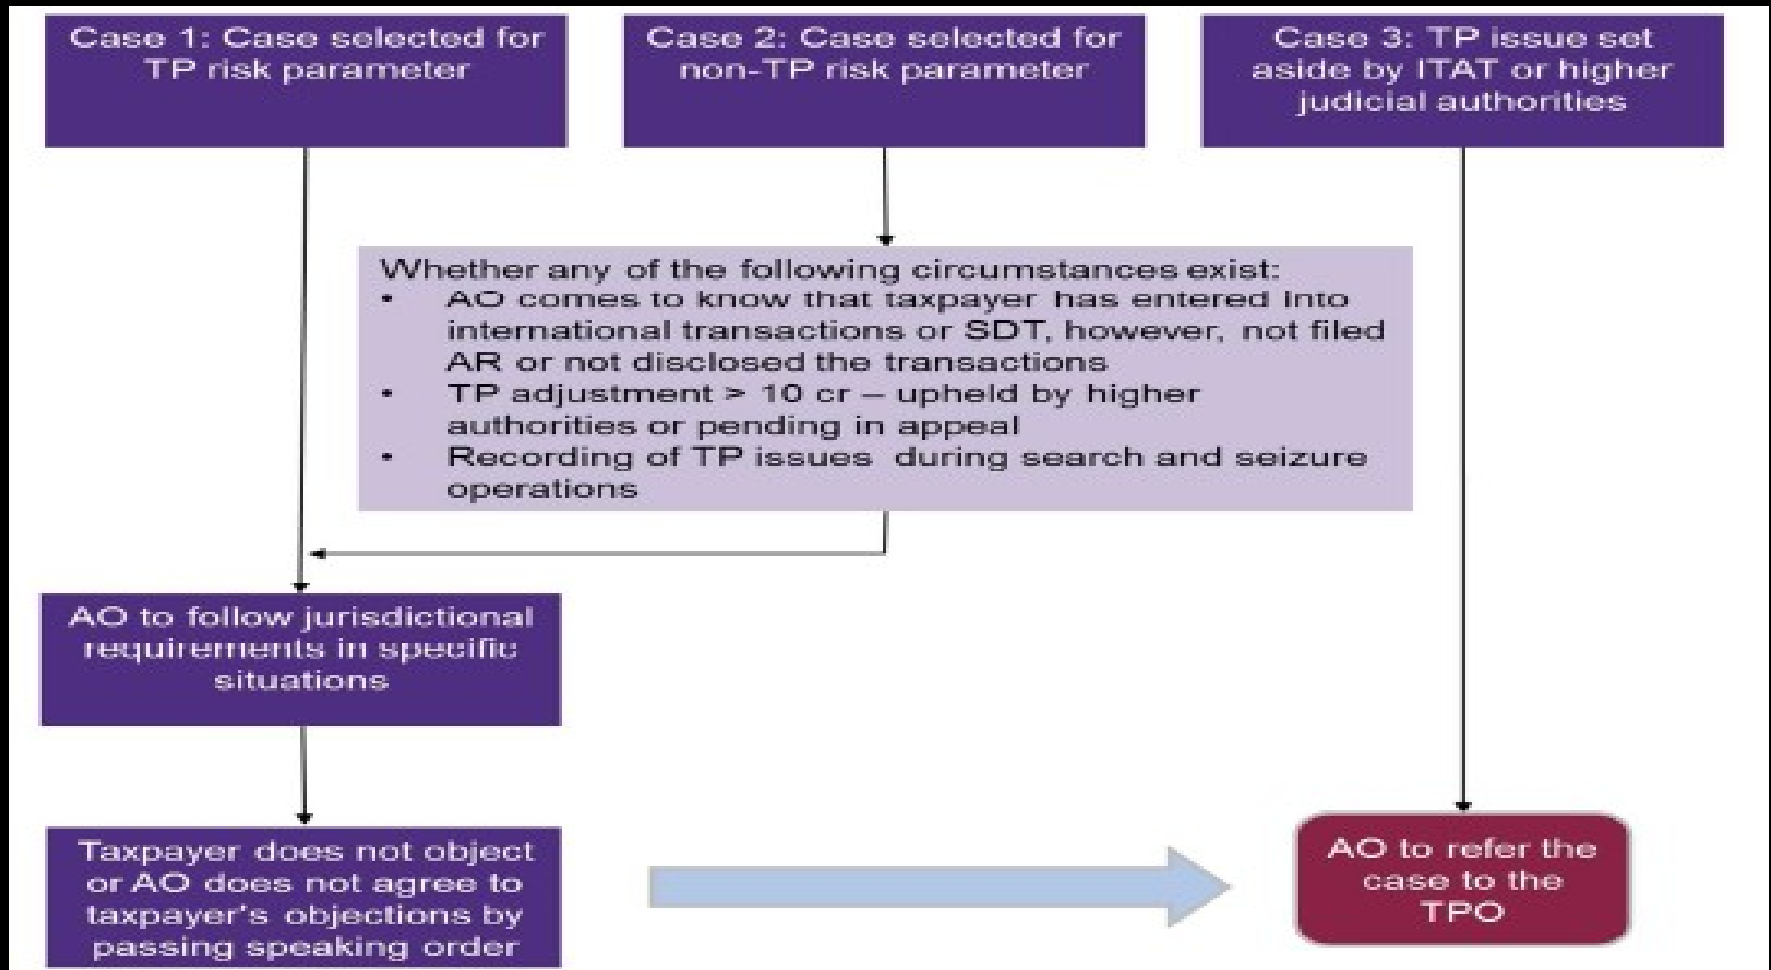 Case 1: Case selected for
TP risk parameter
Case 2: Case selected for
non-TP risk parameter
Case 3: TP issue set
aside by ITAT or higher
judicial authorities
Whether any of the following circumstances exist:
• AO comes to know that taxpayer has entered into
international transactions or SDT, however, not filed
AR or not disclosed the transactions
• TP adjustment > 10 cr – upheld by higher
authorities or pending in appeal
• Recording of TP issues during search and seizure
operations
AO to follow jurisdictional
requirements in specific
situations
Taxpayer does not object
or AO does not agree to
taxpayer's objections by
passing speaking order
AO to refer the
case to the
TPO